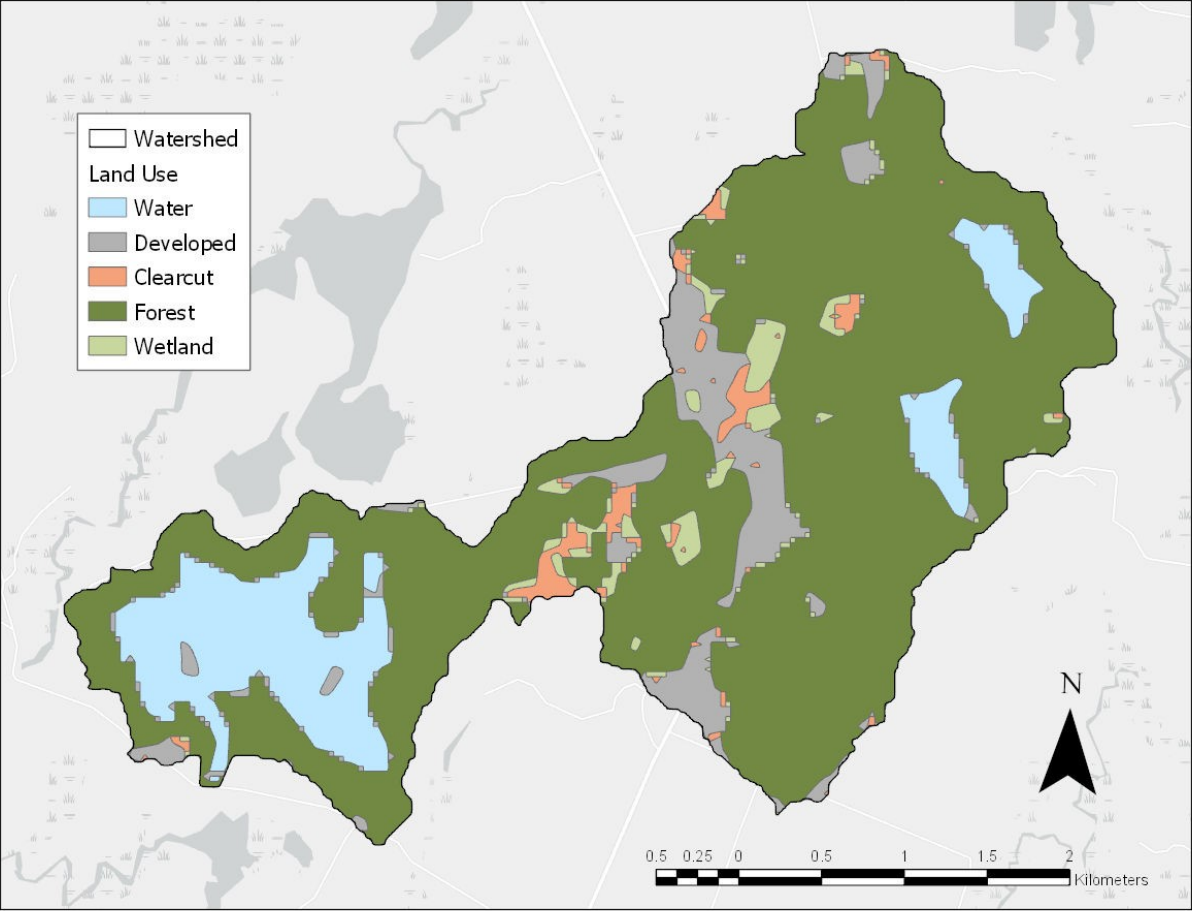 Watershed
Land Use
Water
Developed
Clearcut
Forest
Wetland
N
0.5 0.25 0 0.5 1 1.5 2
Kilometers